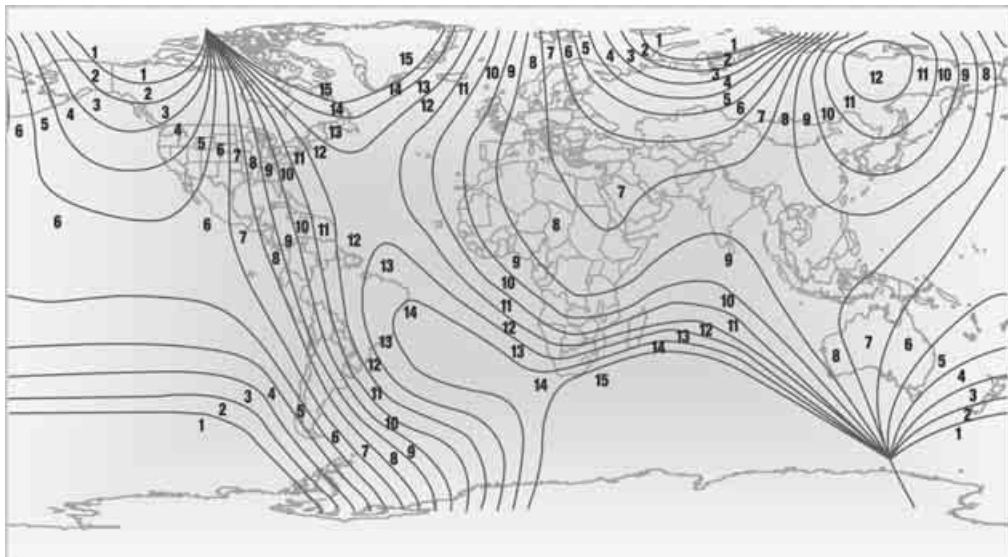 1 15 10 9 8 7 6 5 4 3 2 1 1
2 1 14 14 13 11 2 3 12 11 10 9 8
3 2 15 12 4 11
4 3 14 5 10
6 5 4 13 6 7 8 9
5 6 7 8 9 10 11 12
6 6 7 8 9 10 11 12 8 7
13 9 9
14 10 10
11 12 13 12 11
13 12 13 14 8 7 6
4 5 12 11 14 15 5
3 10 4
2 6 9 3
1 7 8 2
1